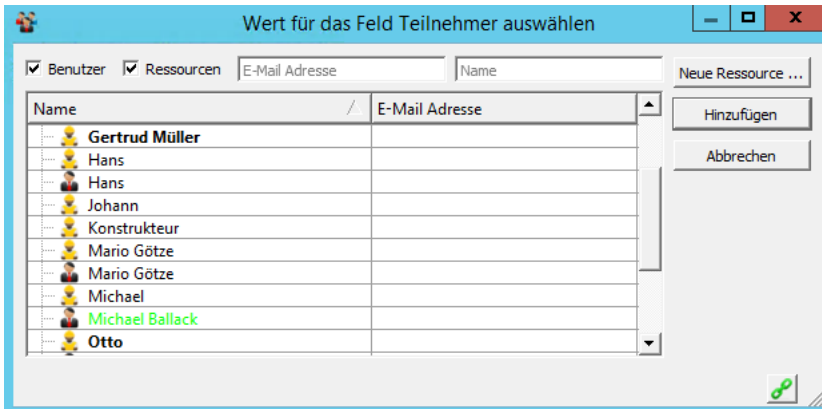 Wert für das Feld Teilnehmer auswählen
Benutzer Ressourcen E-Mail Adresse Name Neue Ressource ...
Name E-Mail Adresse Hinzufügen
Gertrud Müller
Hans Abbrechen
Hans
Johann
Konstrukteur
Mario Götze
Mario Götze
Michael
Michael Ballack
Otto